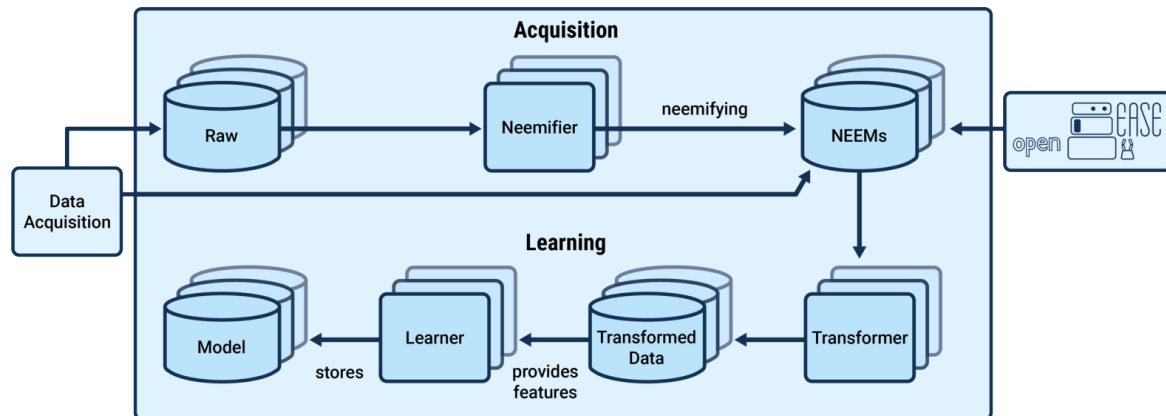 Acquisition
Raw
Neemifier
neemifying
NEEMs
open
EASE
Data
Acquisition
Learning
Model
stores
Learner
provides
features
Transformed
Data
Transformer